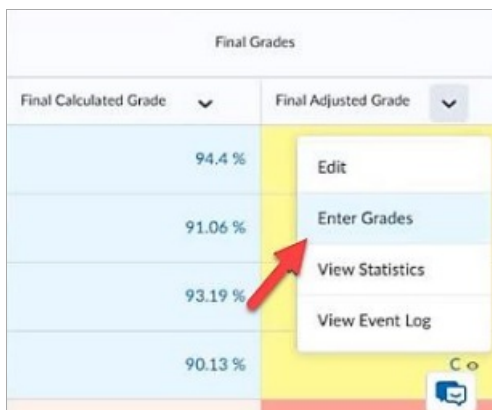 Final Grades
Final Calculated Grade
Final Adjusted Grade
94.4 %
Edit
91.06 %
Enter Grades
View Statistics
93.19 %
View Event Log
90.13 %
C